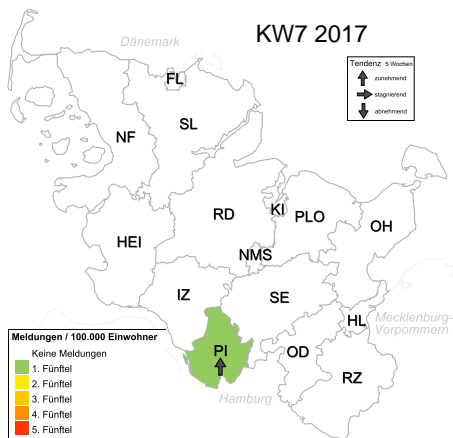 Dänemark
KW7 2017
Tendenz 5 Wochen
zunehmend
stagnierend
abnehmend
FL
SL
NF
RD
KI
PLO
OH
HEI
NMS
IZ
SE
HL
Mecklenburg-
Vorpommern
PI
OD
RZ
Hamburg
Meldungen / 100.000 Einwohner
Keine Meldungen
1. Fünftel
2. Fünftel
3. Fünftel
4. Fünftel
5. Fünftel